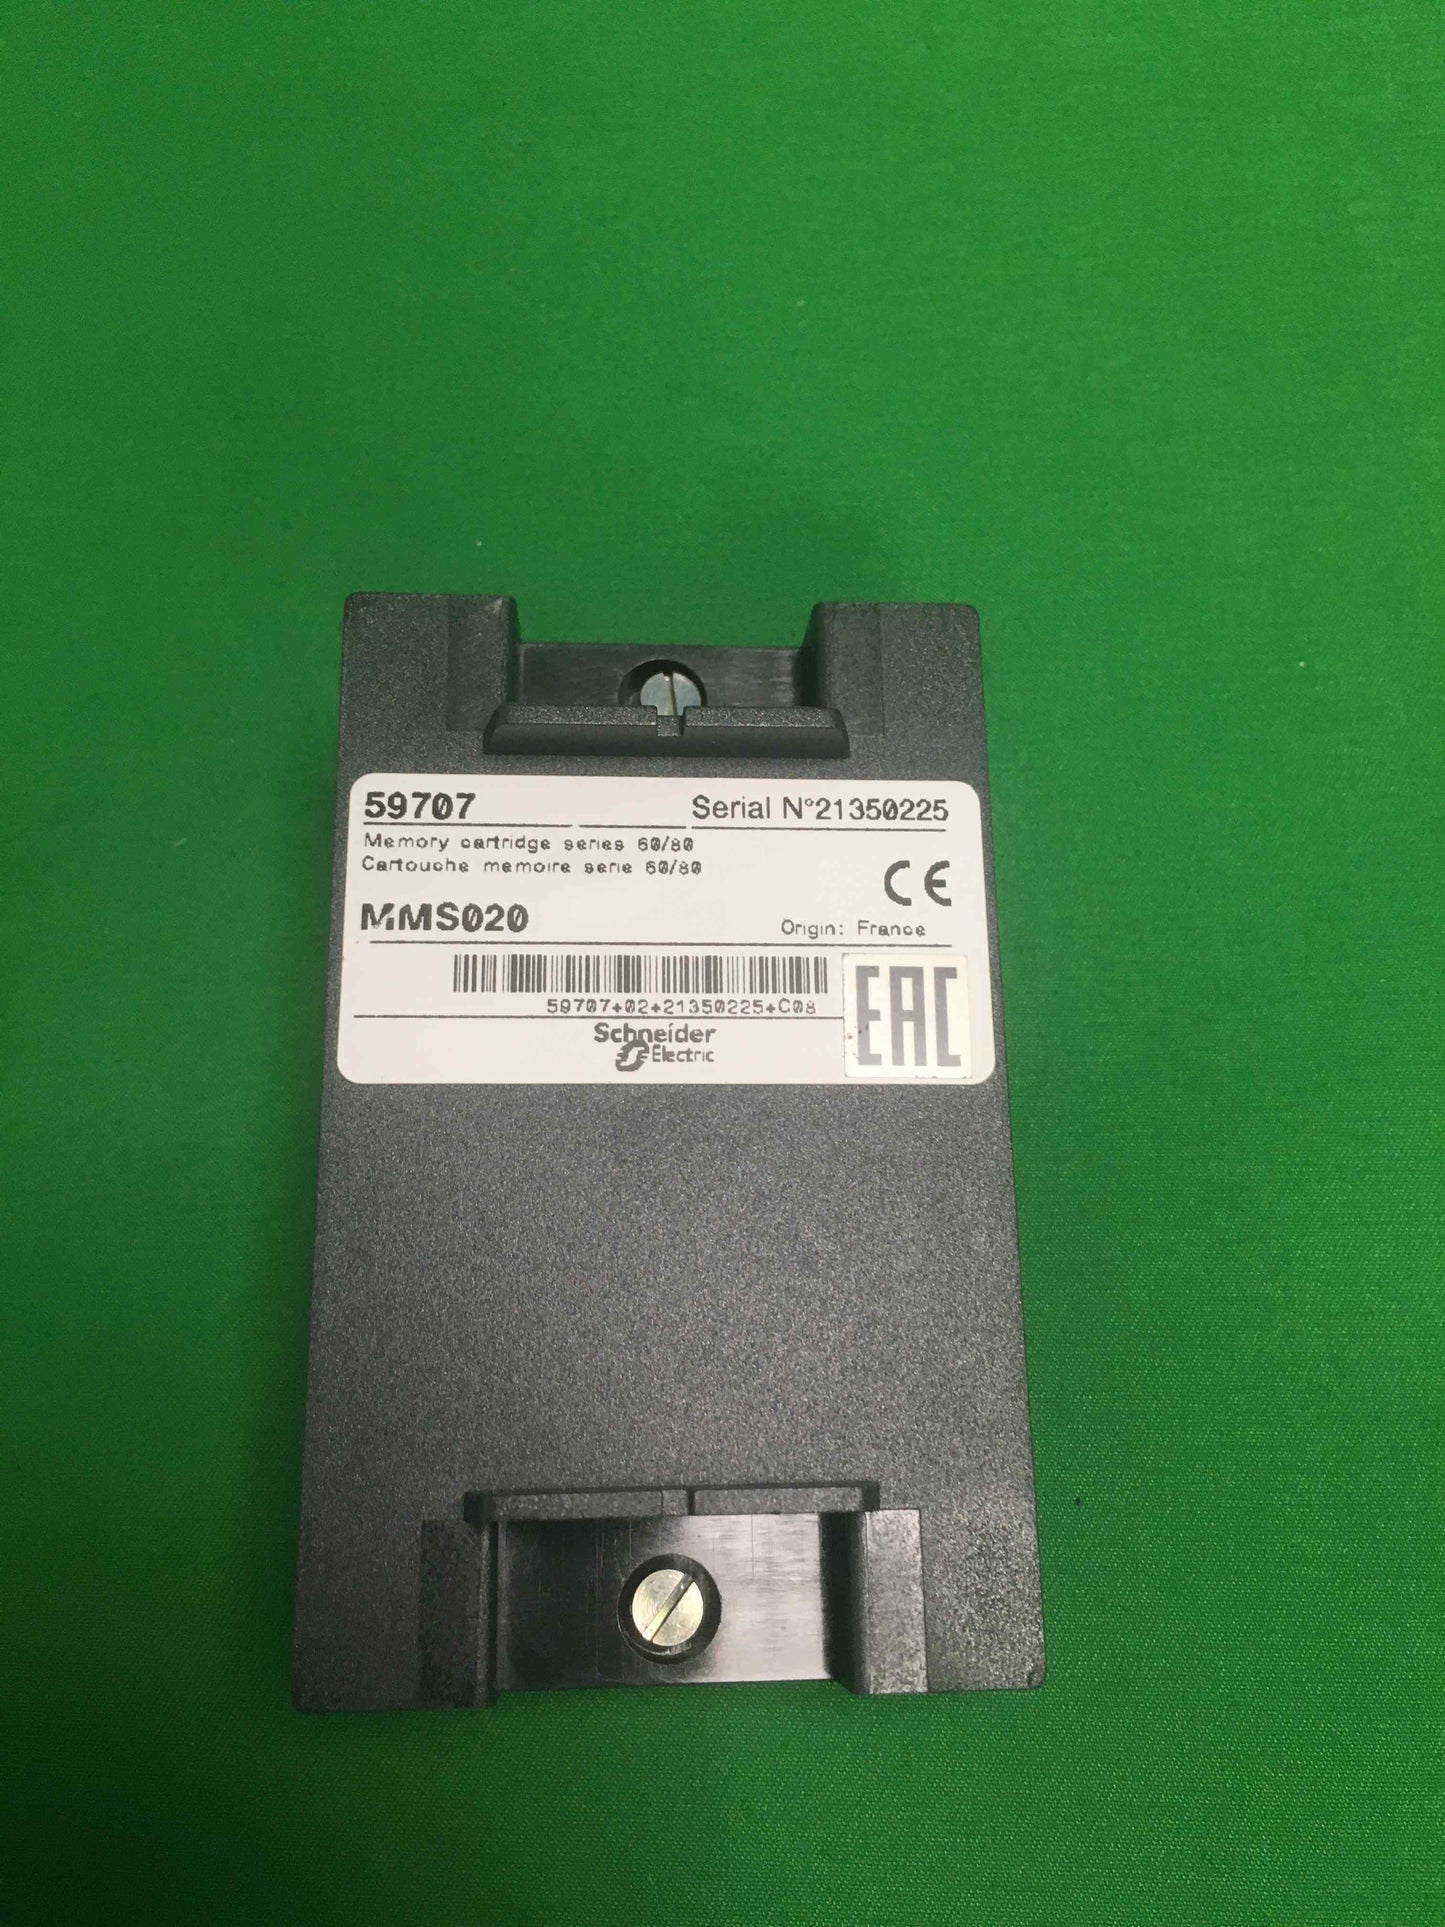 59707 Serial N°21350225
Memory cartridge series 60/80
Cartouche memoire serie 60/80
CE
MMS020 Origin: France
59707+02+21350225+C08
EAC
Schneider
Electric